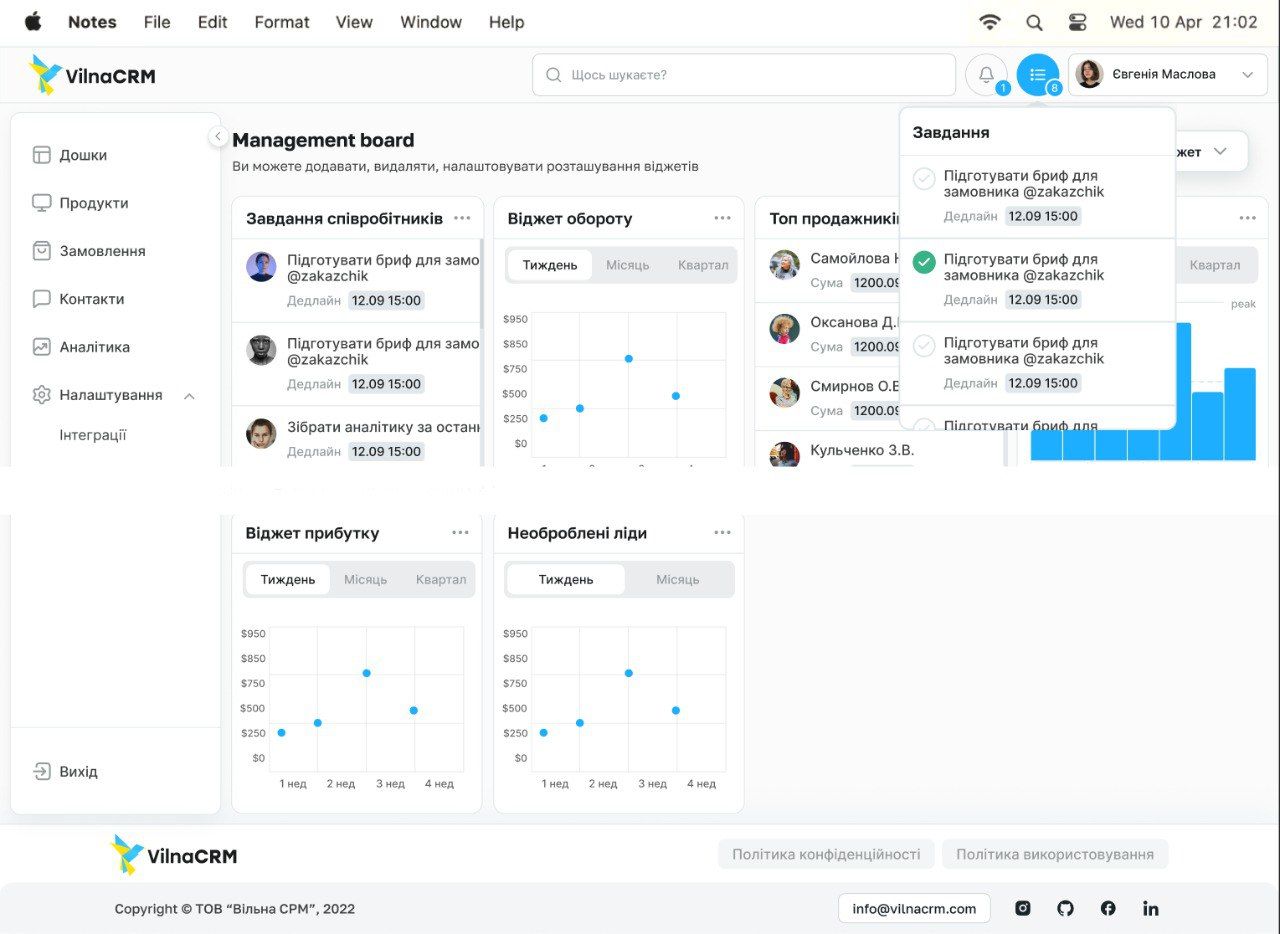 Notes File Edit Format View Window Help Wed 10 Apr 21:02
VilnaCRM
Щось шукаєте?
1
8
Євгенія Маслова
Дошки
Продукти
Замовлення
Контакти
Аналітика
Налаштування
Інтеграції
Вихід
Management board
Ви можете додавати, видаляти, налаштовувати розташування віджетів
жет
Завдання співробітників
Підготувати бриф для замо
@zakazchik
Дедлайн 12.09 15:00
Підготувати бриф для замо
@zakazchik
Дедлайн 12.09 15:00
Зібрати аналітику за остан
Дедлайн 12.09 15:00
Віджет обороту
Тиждень Місяць Квартал
$950
$850
$750
$500
$250
$0
Топ продажників
Самойлова
Сума 1200.09
Оксанова Д.
Сума 1200.09
Смирнов О.В
Сума 1200.09
Кульченко З.В.
Квартал
peak
Завдання
Підготувати бриф для
замовника @zakazchik
Дедлайн 12.09 15:00
Підготувати бриф для
замовника @zakazchik
Дедлайн 12.09 15:00
Підготувати бриф для
замовника @zakazchik
Дедлайн 12.09 15:00
Підготувати бриф для
Віджет прибутку
Тиждень Місяць Квартал
$950
$850
$750
$500
$250
$0
1 нед 2 нед 3 нед 4 нед
Необроблені ліди
Тиждень Місяць
$950
$850
$750
$500
$250
$0
1 нед 2 нед 3 нед 4 нед
VilnaCRM
Політика конфіденційності Політика використовування
Copyright © ТОВ “Вільна СРМ”, 2022
info@vilnacrm.com